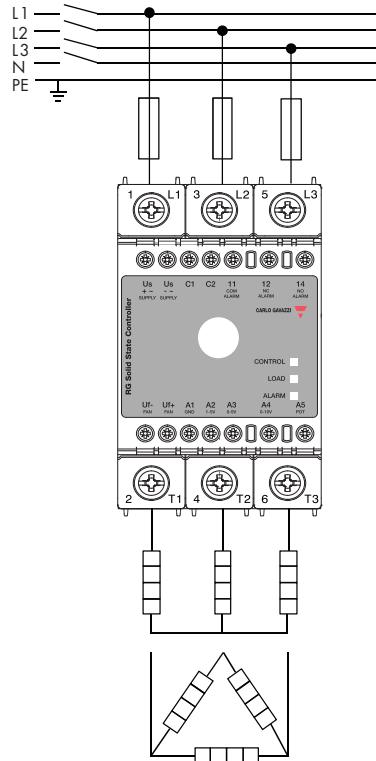 L1
L2
L3
N
PE
1 L1 3 L2 5 L3
Us Us C1 C2 11 12 14
+ ~ - ~ COM NC NO
SUPPLY SUPPLY ALARM ALARM ALARM
CARLO GAVAZZI
RG Solid State Controller
CONTROL
LOAD
ALARM
Uf- Uf+ A1 A2 A3 A4 A5
FAN FAN GND 1-5V 0-5V 0-10V POT
2 T1 4 T2 6 T3